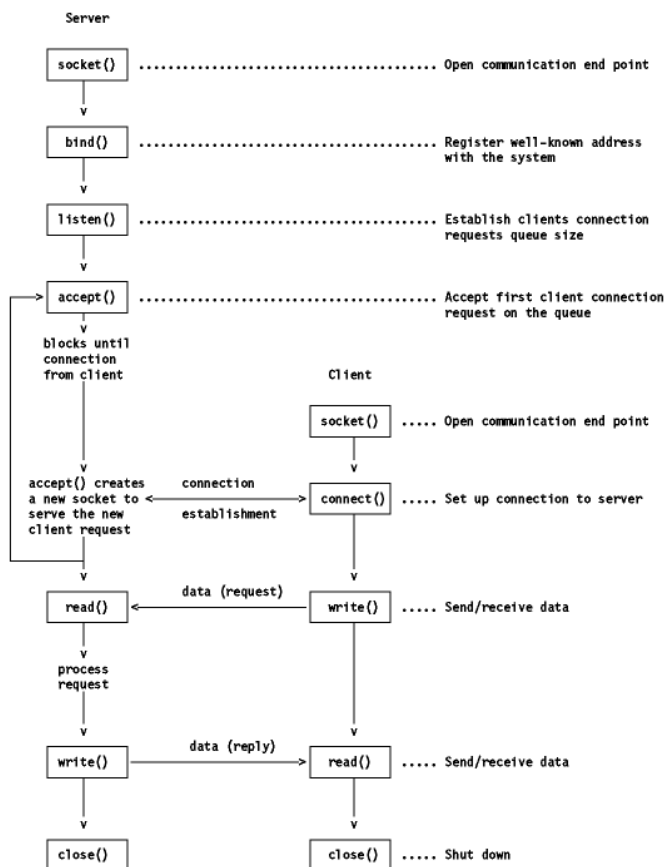 Server
socket() ........................................ Open communication end point
bind() ........................................ Register well-known address
with the system
listen() ........................................ Establish clients connection
requests queue size
accept() ........................................ Accept first client connection
request on the queue
blocks until
connection
from client
Client
socket() ..... Open communication end point
accept() creates
a new socket to
serve the new
client request
connection
establishment
connect() ..... Set up connection to server
read()
data (request)
write() ..... Send/receive data
process
request
write()
data (reply)
read() ..... Send/receive data
close()
close() ..... Shut down